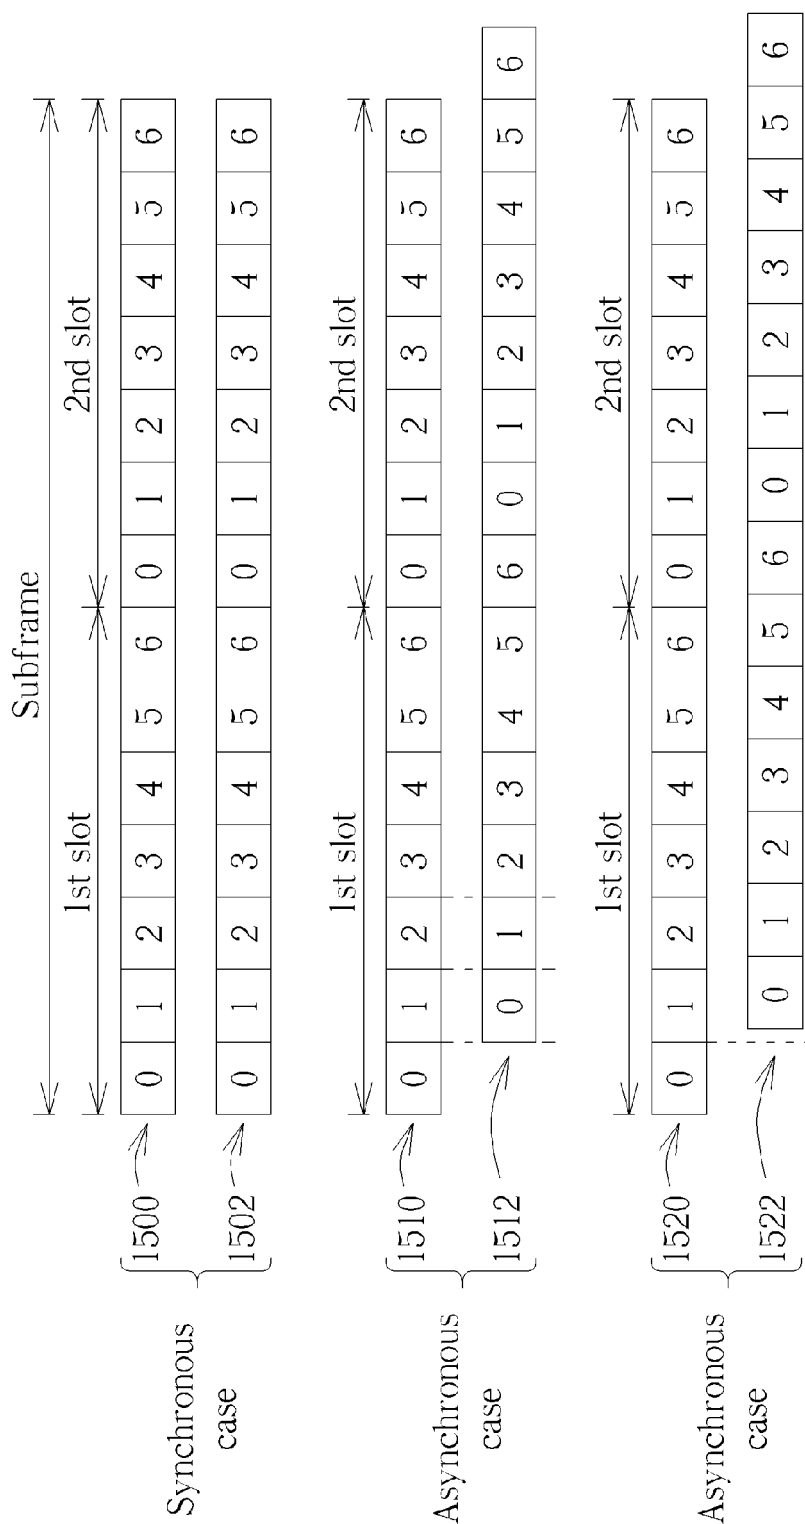 Subframe
1st slot 2nd slot
1500 0 1 2 3 4 5 6 0 1 2 3 4 5 6
Synchronous case
1502 0 1 2 3 4 5 6 0 1 2 3 4 5 6
1st slot 2nd slot
1510 0 1 2 3 4 5 6 0 1 2 3 4 5 6
Asynchronous case
1512 0 1 2 3 4 5 6 0 1 2 3 4 5 6
1st slot 2nd slot
1520 0 1 2 3 4 5 6 0 1 2 3 4 5 6
Asynchronous case
1522 0 1 2 3 4 5 6 0 1 2 3 4 5 6